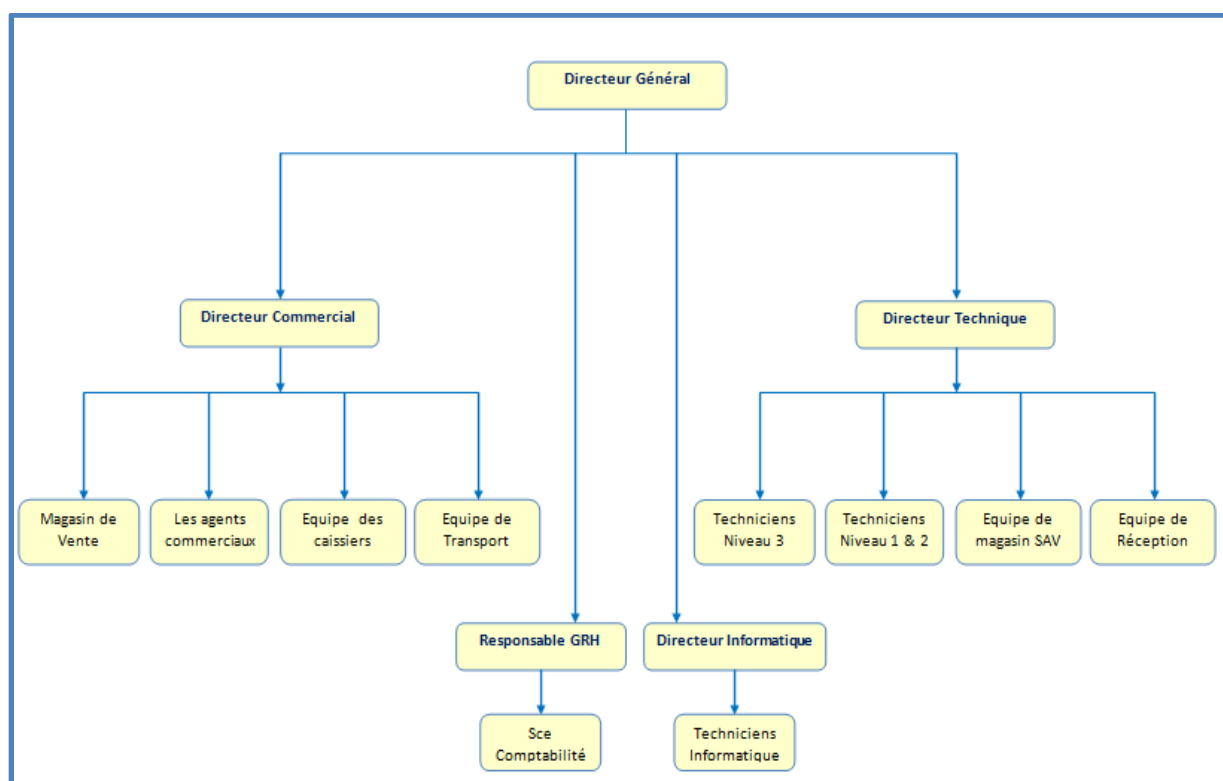 Directeur Général
Directeur Commercial
Directeur Technique
Magasin de
Vente
Les agents
commerciaux
Equipe des
caissiers
Equipe de
Transport
Techniciens
Niveau 3
Techniciens
Niveau 1 & 2
Equipe de
magasin SAV
Equipe de
Réception
Responsable GRH
Directeur Informatique
Sce
Comptabilité
Techniciens
Informatique